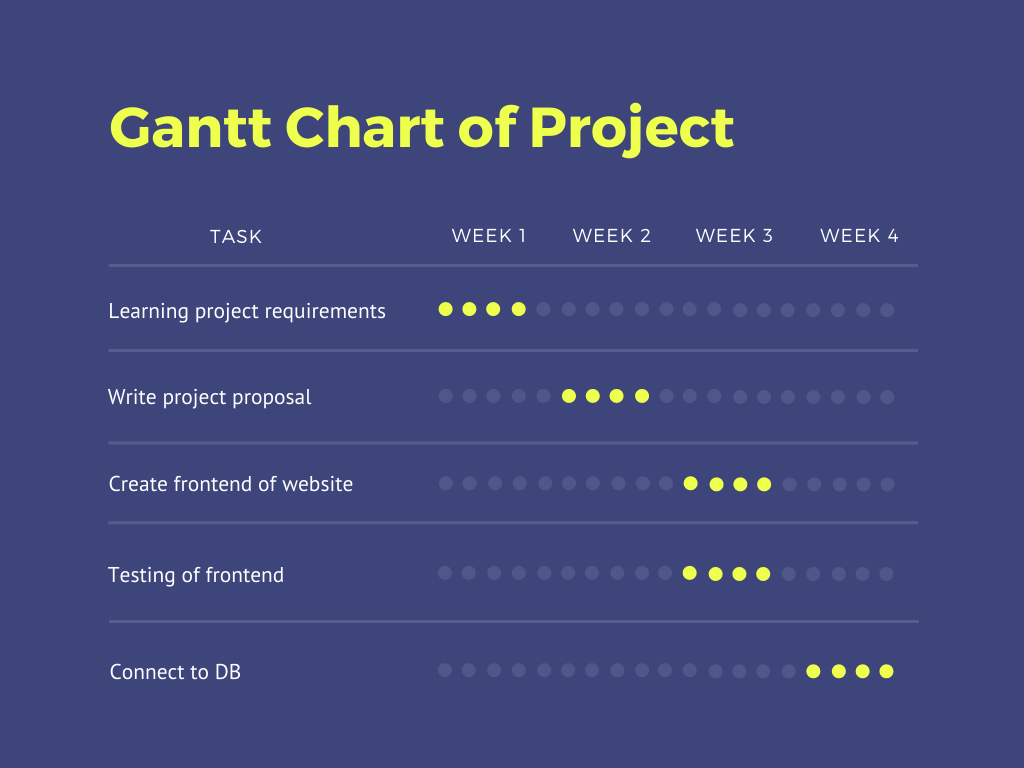 Gantt Chart of Project
TASK WEEK 1 WEEK 2 WEEK 3 WEEK 4
Learning project requirements
Write project proposal
Create frontend of website
Testing of frontend
Connect to DB